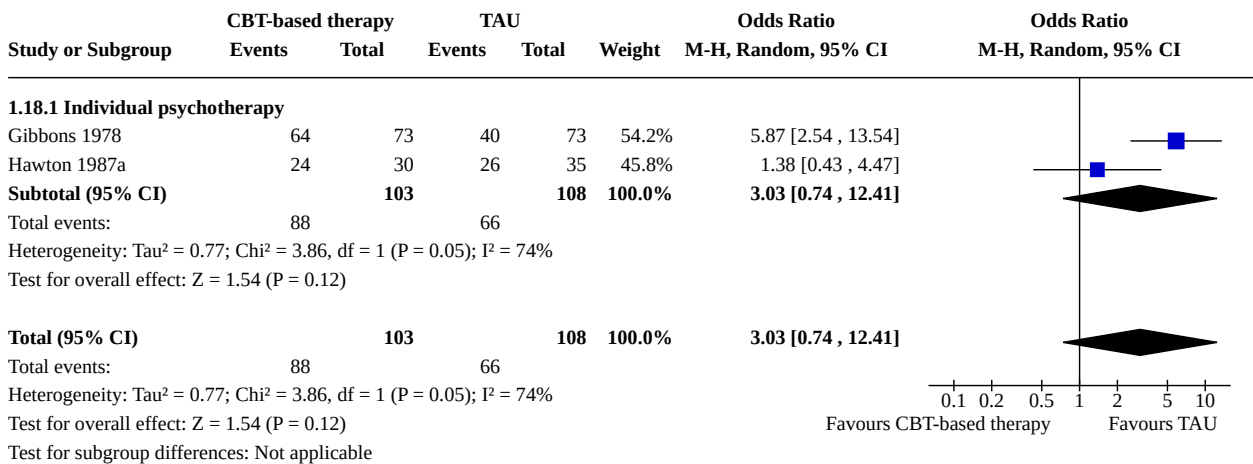 CBT-based therapy TAU Odds Ratio Odds Ratio
Study or Subgroup Events Total Events Total Weight M-H, Random, 95% CI M-H, Random, 95% CI
1.18.1 Individual psychotherapy
Gibbons 1978 64 73 40 73 54.2% 5.87 [2.54 , 13.54]
Hawton 1987a 24 30 26 35 45.8% 1.38 [0.43 , 4.47]
Subtotal (95% CI) 103 108 100.0% 3.03 [0.74 , 12.41]
Total events: 88 66
Heterogeneity: Tau² = 0.77; Chi² = 3.86, df = 1 (P = 0.05); I² = 74%
Test for overall effect: Z = 1.54 (P = 0.12)
Total (95% CI) 103 108 100.0% 3.03 [0.74 , 12.41]
Total events: 88 66
Heterogeneity: Tau² = 0.77; Chi² = 3.86, df = 1 (P = 0.05); I² = 74%
0.1 0.2 0.5 1 2 5 10
Test for overall effect: Z = 1.54 (P = 0.12) Favours CBT-based therapy Favours TAU
Test for subgroup differences: Not applicable